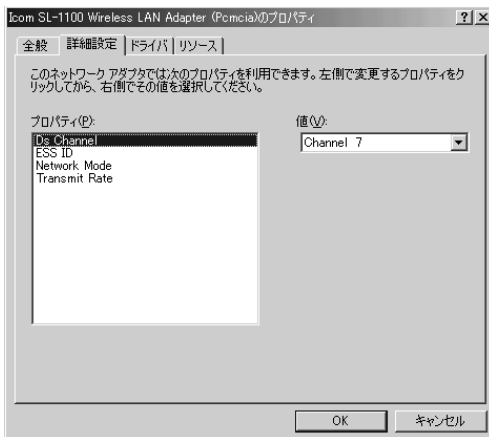 Icom SL-1100 Wireless LAN Adapter (Pcmcia)のプロパティ
全般 詳細設定 ドライバ リソース
このネットワーク アダプタでは次のプロパティを利用できます。左側で変更するプロパティをク
リックしてから、右側でその値を選択してください。
プロパティ(P): 値(V):
Ds Channel Channel 7
ESS ID
Network Mode
Transmit Rate
OK キャンセル